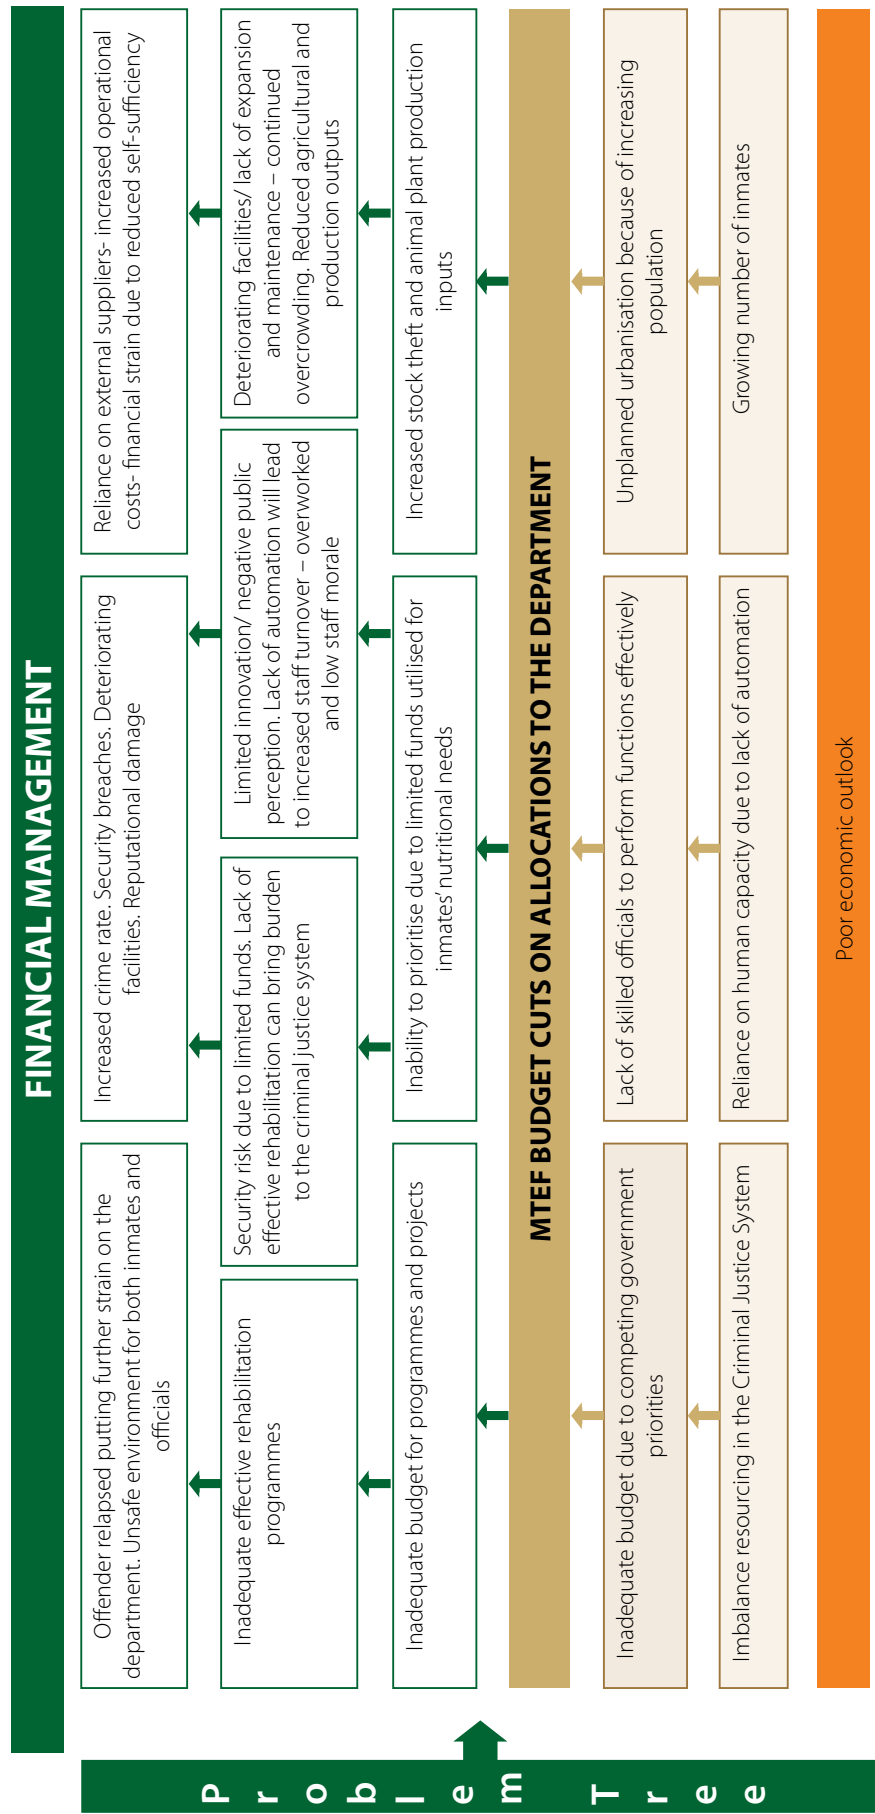 FINANCIAL MANAGEMENT
Problem Tree
Offender relapsed putting further strain on the
department. Unsafe environment for both inmates and
officials
Increased crime rate. Security breaches. Deteriorating
facilities. Reputational damage
Reliance on external suppliers- increased operational
costs- financial strain due to reduced self-sufficiency
Inadequate effective rehabilitation
programmes
Security risk due to limited funds. Lack of
effective rehabilitation can bring burden
to the criminal justice system
Limited innovation/ negative public
perception. Lack of automation will lead
to increased staff turnover – overworked
and low staff morale
Deteriorating facilities/ lack of expansion
and maintenance – continued
overcrowding. Reduced agricultural and
production outputs
Inadequate budget for programmes and projects
Inability to prioritise due to limited funds utilised for
inmates’ nutritional needs
Increased stock theft and animal plant production
inputs
MTEF BUDGET CUTS ON ALLOCATIONS TO THE DEPARTMENT
Inadequate budget due to competing government
priorities
Lack of skilled officials to perform functions effectively
Unplanned urbanisation because of increasing
population
Imbalance resourcing in the Criminal Justice System
Reliance on human capacity due to lack of automation
Growing number of inmates
Poor economic outlook